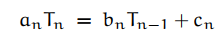 aₙTₙ = bₙTₙ₋₁ + cₙ